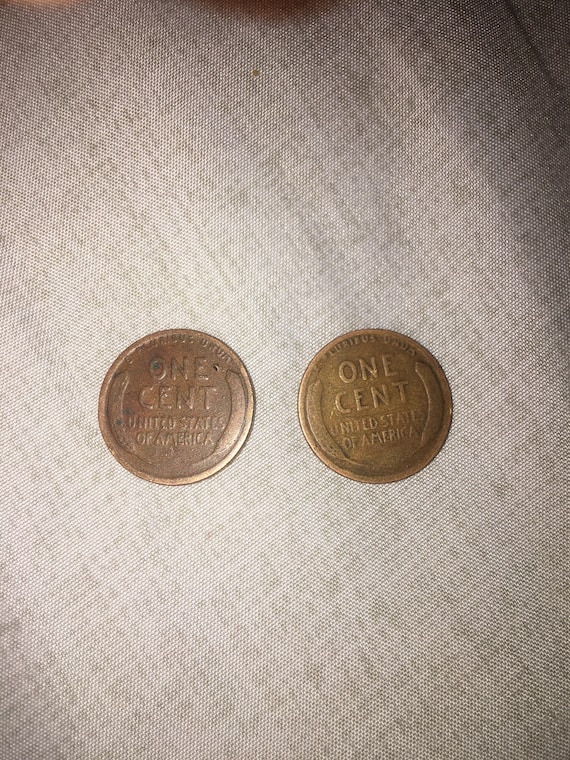 PLURIBUS UNUM
ONE
CENT
UNITED STATES
OF AMERICA
PLURIBUS UNUM
ONE
CENT
UNITED STATES
OF AMERICA